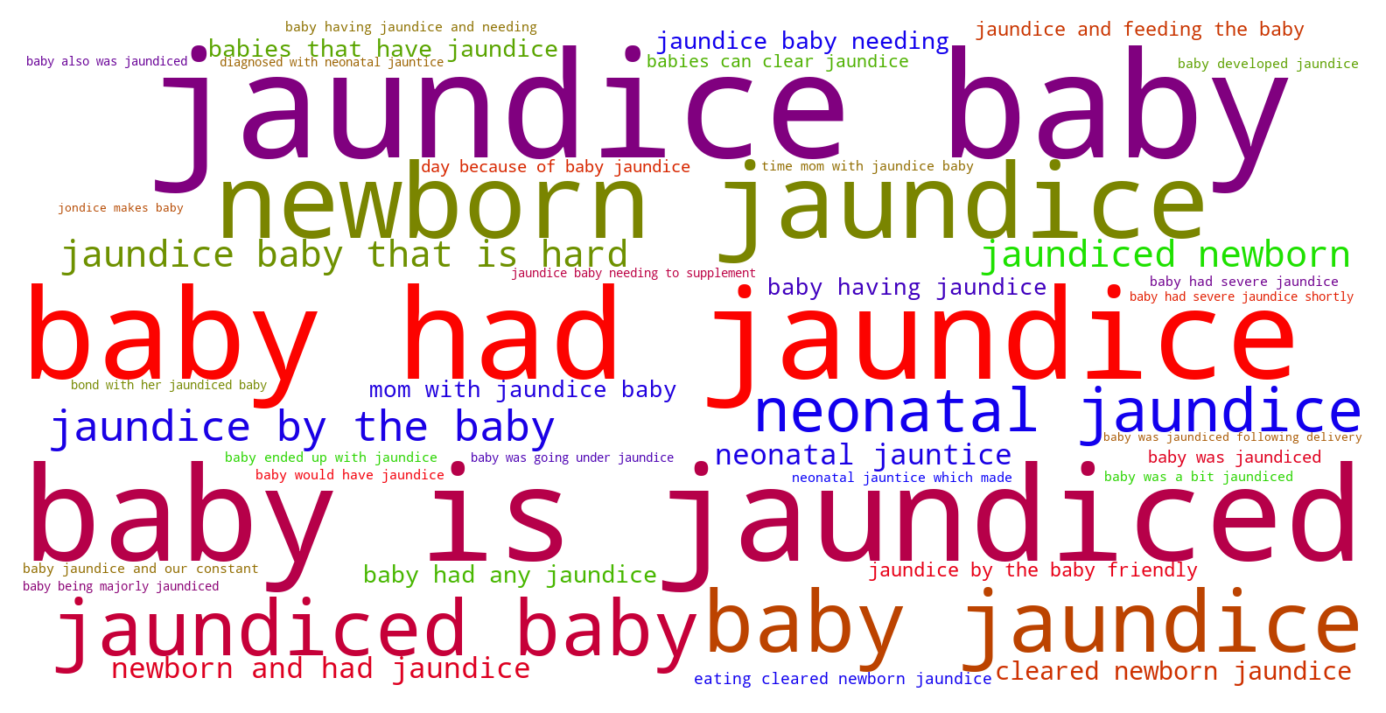 baby having jaundice and needing
jaundice and feeding the baby
babies that have jaundice
jaundice baby needing
baby also was jaundiced
diagnosed with neonatal jauntice
babies can clear jaundice
baby developed jaundice
jaundice baby
day because of baby jaundice
time mom with jaundice baby
newborn jaundice
jondice makes baby
jaundice baby that is hard
jaundiced newborn
jaundice baby needing to supplement
baby having jaundice
baby had severe jaundice
baby had severe jaundice shortly
baby had jaundice
bond with her jaundiced baby
mom with jaundice baby
neonatal jaundice
jaundice by the baby
baby was jaundiced following delivery
baby ended up with jaundice
baby was going under jaundice
neonatal jauntice
baby was jaundiced
baby would have jaundice
neonatal jauntice which made
baby was a bit jaundiced
baby is jaundiced
baby jaundice and our constant
baby had any jaundice
jaundice by the baby friendly
baby being majorly jaundiced
jaundiced baby
baby jaundice
newborn and had jaundice
eating cleared newborn jaundice
cleared newborn jaundice